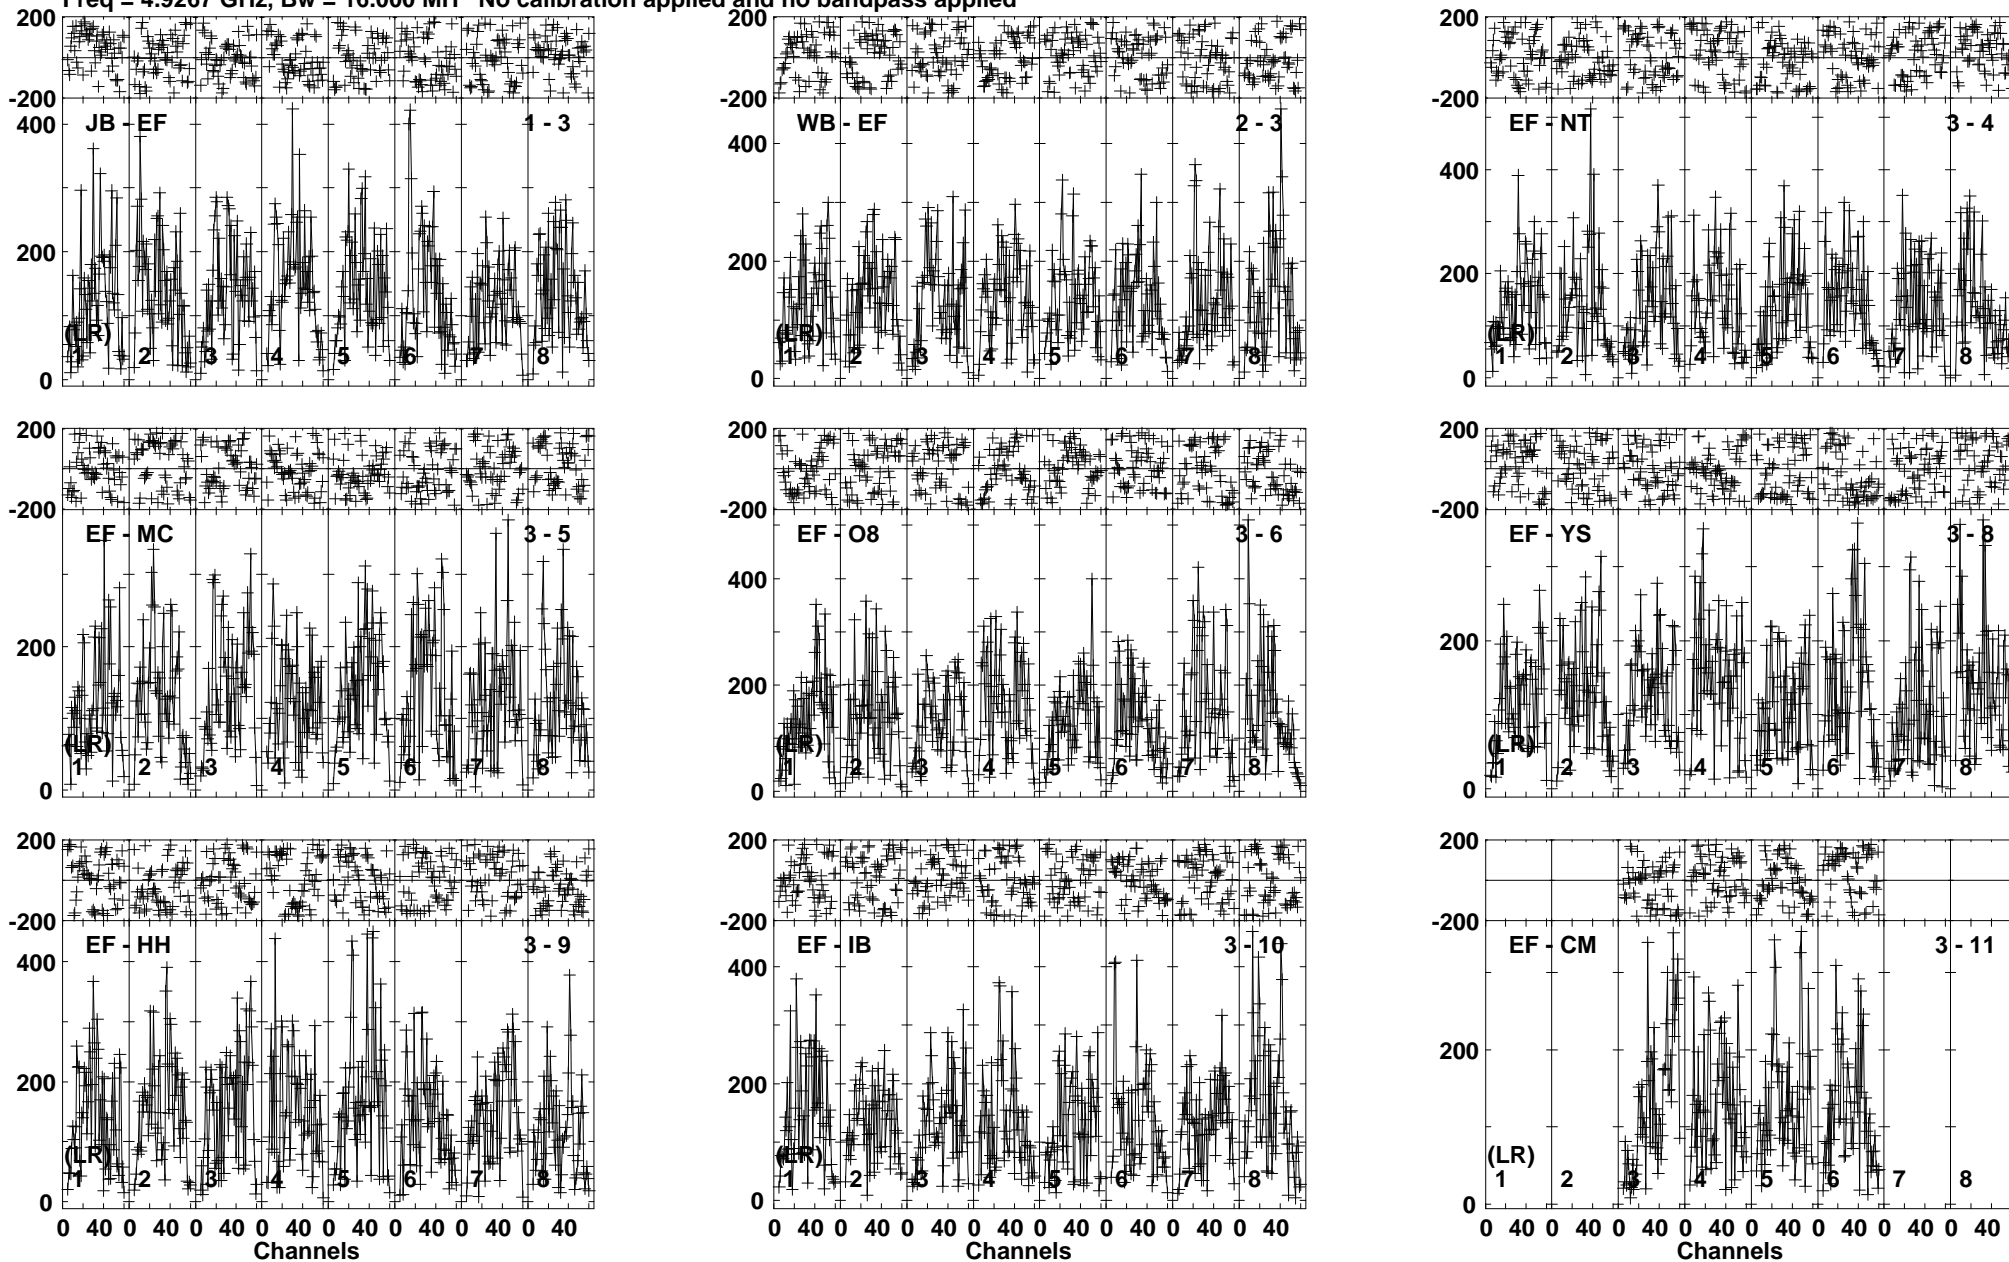 Freq = 4.9267 GHz, Bw = 16.000 MH No calibration applied and no bandpass applied
200 200 200
-200 -200 -200
JB - EF 1 - 3 WB - EF 2 - 3 EF - NT 3 - 4
400 400 400
200 200 200
(LR) (LR) (LR)
1 2 3 4 5 6 7 8 1 2 3 4 5 6 7 8 1 2 3 4 5 6 7 8
0 0 0
200 200 200
-200 -200 -200
EF - MC 3 - 5 EF - O8 3 - 6 EF - YS 3 - 8
400
200 200 200
(LR) (LR) (LR)
1 2 3 4 5 6 7 8 1 2 3 4 5 6 7 8 1 2 3 4 5 6 7 8
0 0 0
200 200 200
-200 -200 -200
EF - HH 3 - 9 EF - IB 3 - 10 EF - CM 3 - 11
400 400
200 200 200
(LR) (LR) (LR)
1 2 3 4 5 6 7 8 1 2 3 4 5 6 7 8 1 2 3 4 5 6 7 8
0 0 0
0 40 0 40 0 40 0 40 0 40 0 40 0 40 0 40 0 40 0 40 0 40 0 40 0 40 0 40 0 40 0 40 0 40 0 40 0 40 0 40 0 40 0 40 0 40 0 40
Channels Channels Channels